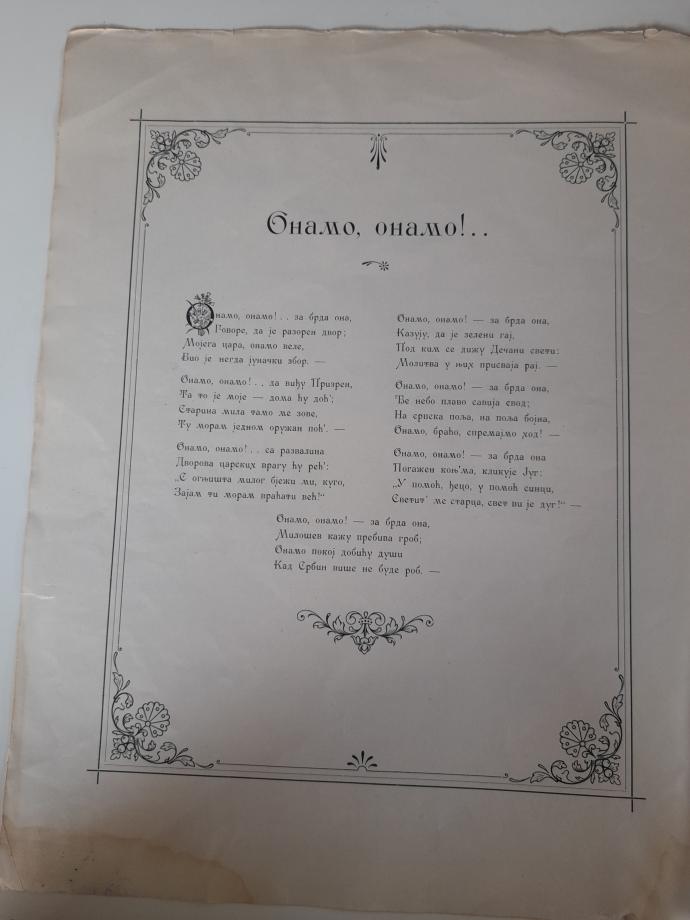 Онамо, онамо!..
Онамо, онамо!.. за брда она,
Говоре, да је разорен двор;
Мојега цара, онамо веле,
Био је негда јуначки збор. —
Онамо, онамо!.. да виђу Призрен,
Та то је моје — дома ћу доћ'!
Старина мила тамо ме зове,
Ту морам једном оружан поћ'. —
Онамо, онамо!.. са развалина
Дворова царских врагу ћу рећ':
„С огњишта милог бјежи ми, куго,
Зајам ти морам враћати већ!“
Онамо, онамо! — за брда она,
Казују, да је зелени гај,
Под ким се дижу Дечани свети:
Молитва у њих присваја рај. —
Онамо, онамо! — за брда она,
Ђе небо плаво савија свод;
На српска поља, на поља бојна,
Онамо, браћо, спремајмо ход! —
Онамо, онамо! — за брда она
Погажен коњ'ма, кликује Југ:
„У помоћ, ђецо, у помоћ синци,
Светит' ме старца, свет ви је дуг!“ —
Онамо, онамо! — за брда она,
Милошев кажу пребива гроб;
Онамо покој добићу души
Кад Србин више не буде роб. —